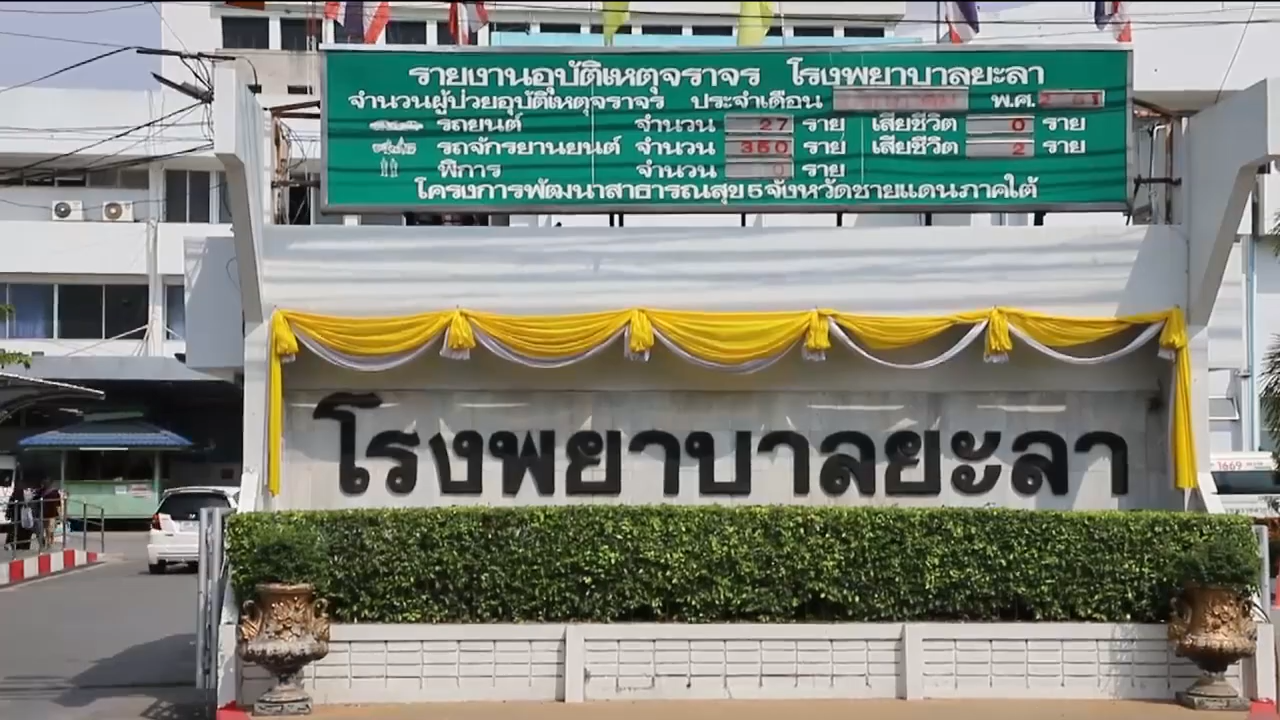 รายงานอุบัติเหตุจราจร โรงพยาบาลยะลา
จำนวนผู้ป่วยอุบัติเหตุจราจร ประจำเดือน พ.ศ.
รถยนต์ จำนวน 27 ราย เสียชีวิต 0 ราย
รถจักรยานยนต์ จำนวน 350 ราย เสียชีวิต 2 ราย
พิการ จำนวน 0 ราย
โครงการพัฒนาสาธารณสุข 5 จังหวัดชายแดนภาคใต้
โรงพยาบาลยะลา
1669